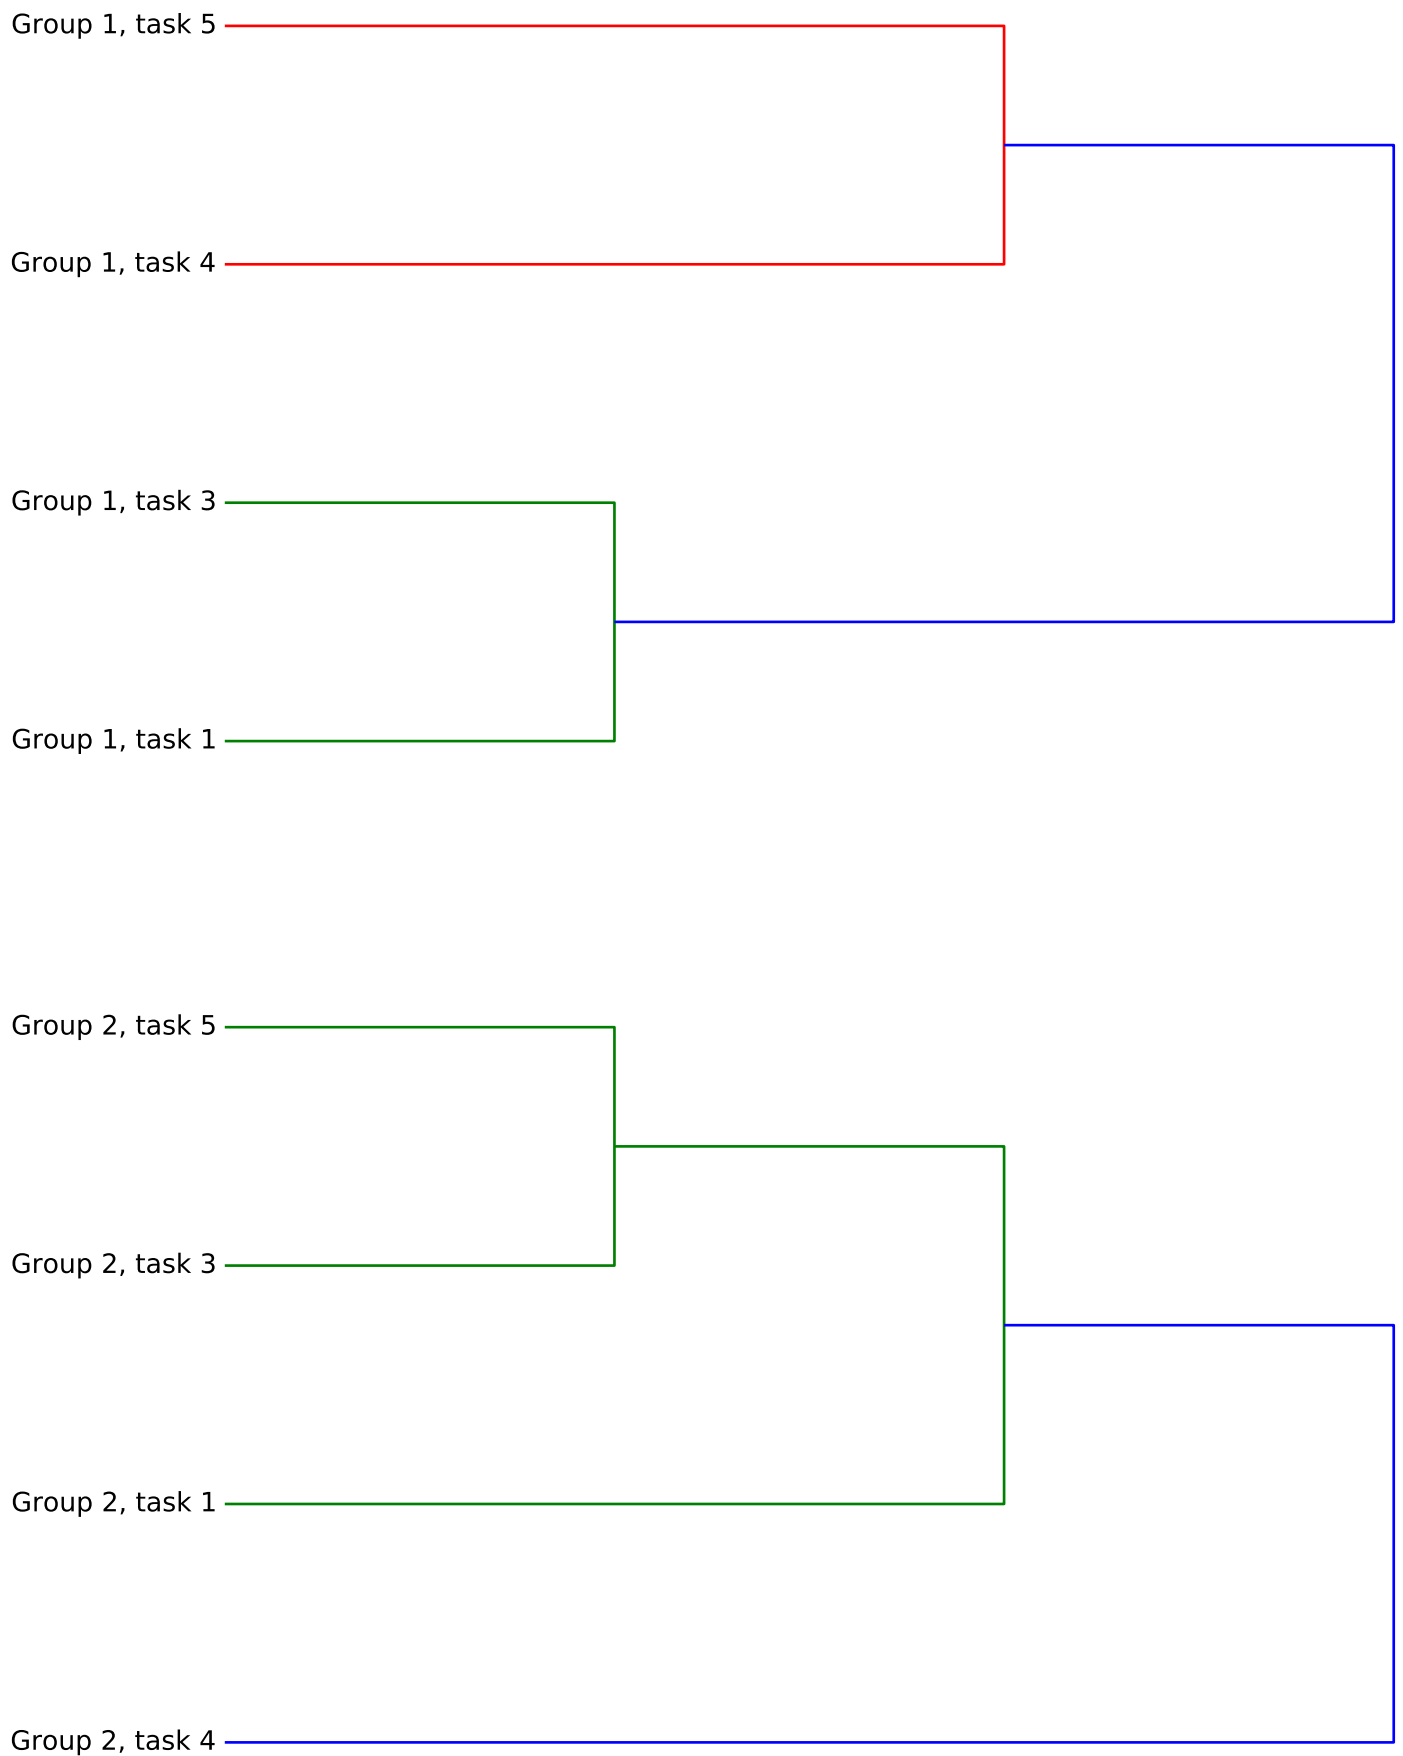 Group 1, task 5
Group 1, task 4
Group 1, task 3
Group 1, task 1
Group 2, task 5
Group 2, task 3
Group 2, task 1
Group 2, task 4